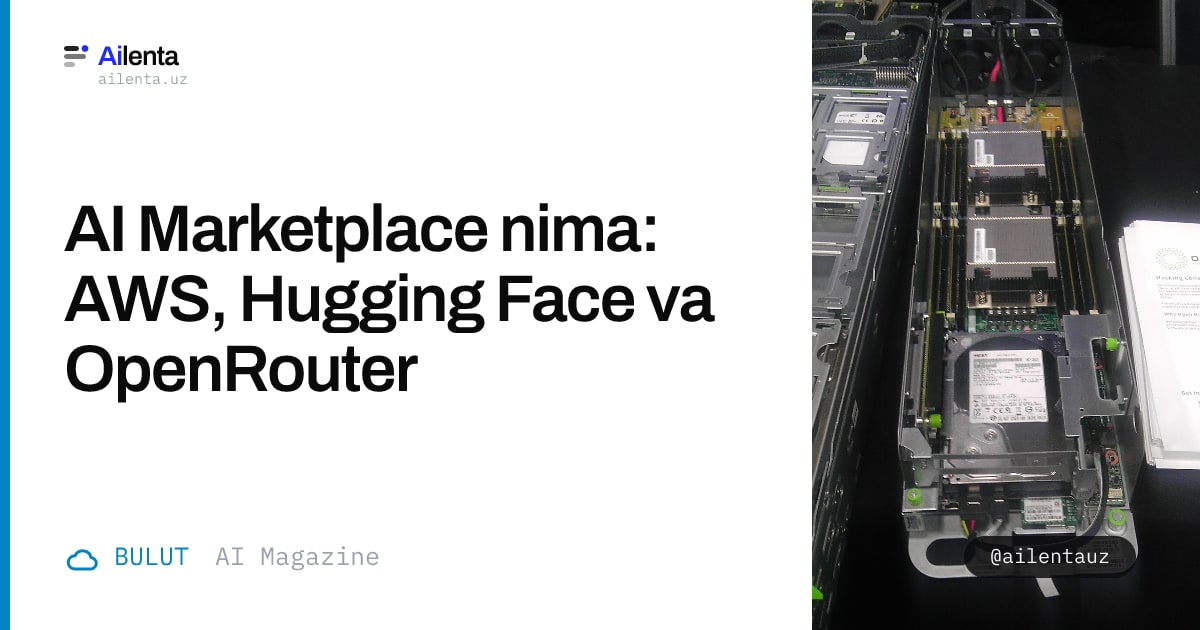 Ailenta
ailenta.uz
AI Marketplace nima:
AWS, Hugging Face va
OpenRouter
BULUT AI Magazine
@ailentauz